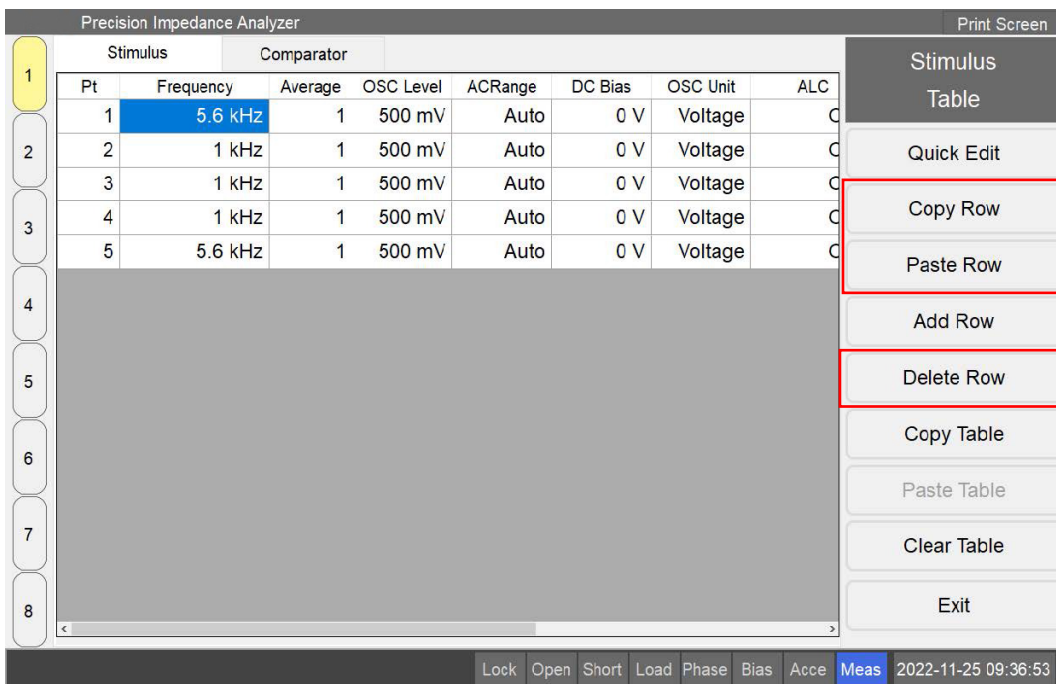 Precision Impedance Analyzer Print Screen
Stimulus Comparator
Stimulus
Table
Pt Frequency Average OSC Level ACRange DC Bias OSC Unit ALC
1 5.6 kHz 1 500 mV Auto 0 V Voltage
2 1 kHz 1 500 mV Auto 0 V Voltage
3 1 kHz 1 500 mV Auto 0 V Voltage
4 1 kHz 1 500 mV Auto 0 V Voltage
5 5.6 kHz 1 500 mV Auto 0 V Voltage
1
2
3
4
5
6
7
8
Quick Edit
Copy Row
Paste Row
Add Row
Delete Row
Copy Table
Paste Table
Clear Table
Exit
Lock Open Short Load Phase Bias Acce Meas 2022-11-25 09:36:53